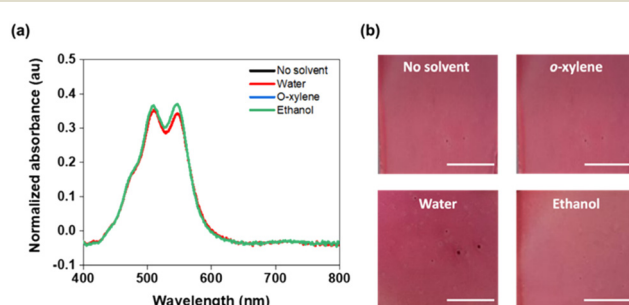 (a)
Normalized absorbance (au)
0.5
0.4
0.3
0.2
0.1
0.0
-0.1
400
500
600
700
800
Wavelength (nm)
No solvent
Water
O-xylene
Ethanol
(b)
No solvent
o-xylene
Water
Ethanol